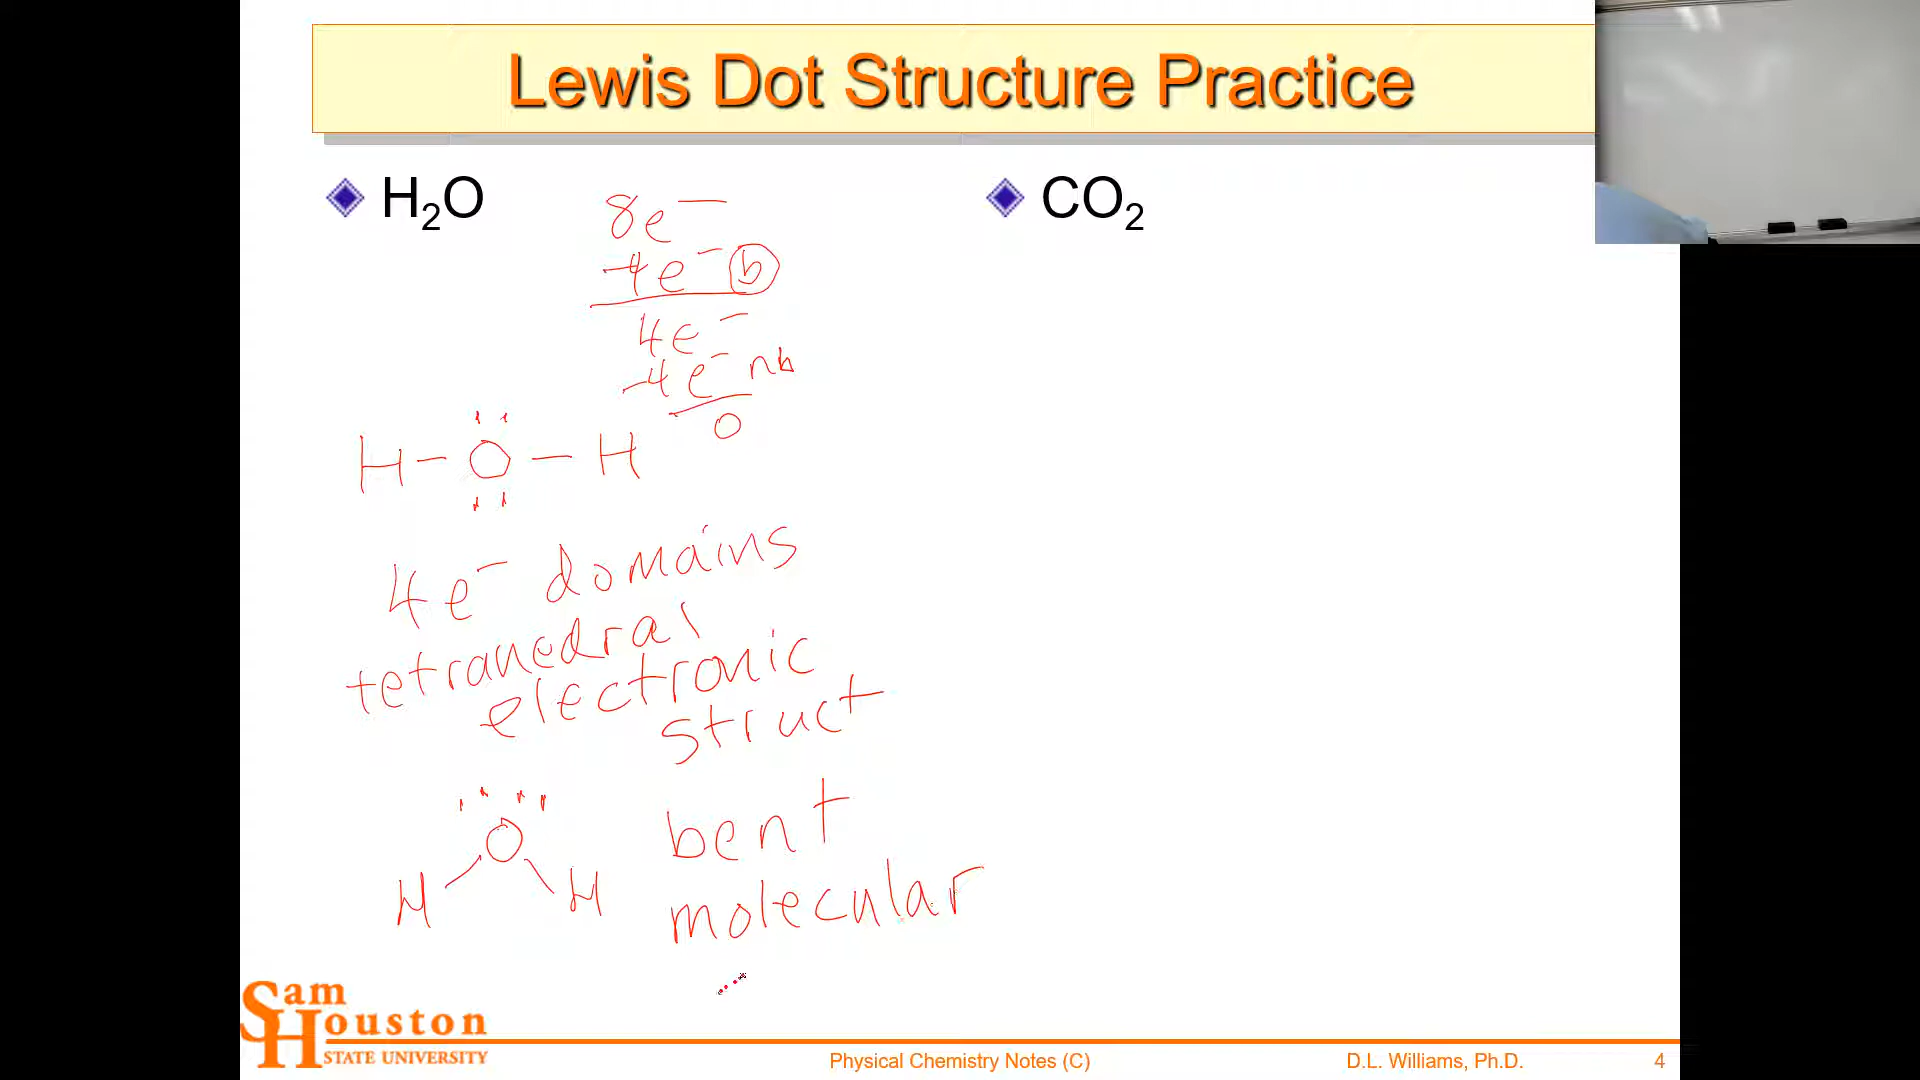 Lewis Dot Structure Practice
H₂O
8e⁻
-4e⁻ b
4e⁻
-4e⁻ nb
0
H - O - H
4e⁻ domains
tetrahedral
electronic
struct
O
H H
bent
molecular
CO₂
Sam
Houston
STATE UNIVERSITY
Physical Chemistry Notes (C)
D.L. Williams, Ph.D.
4